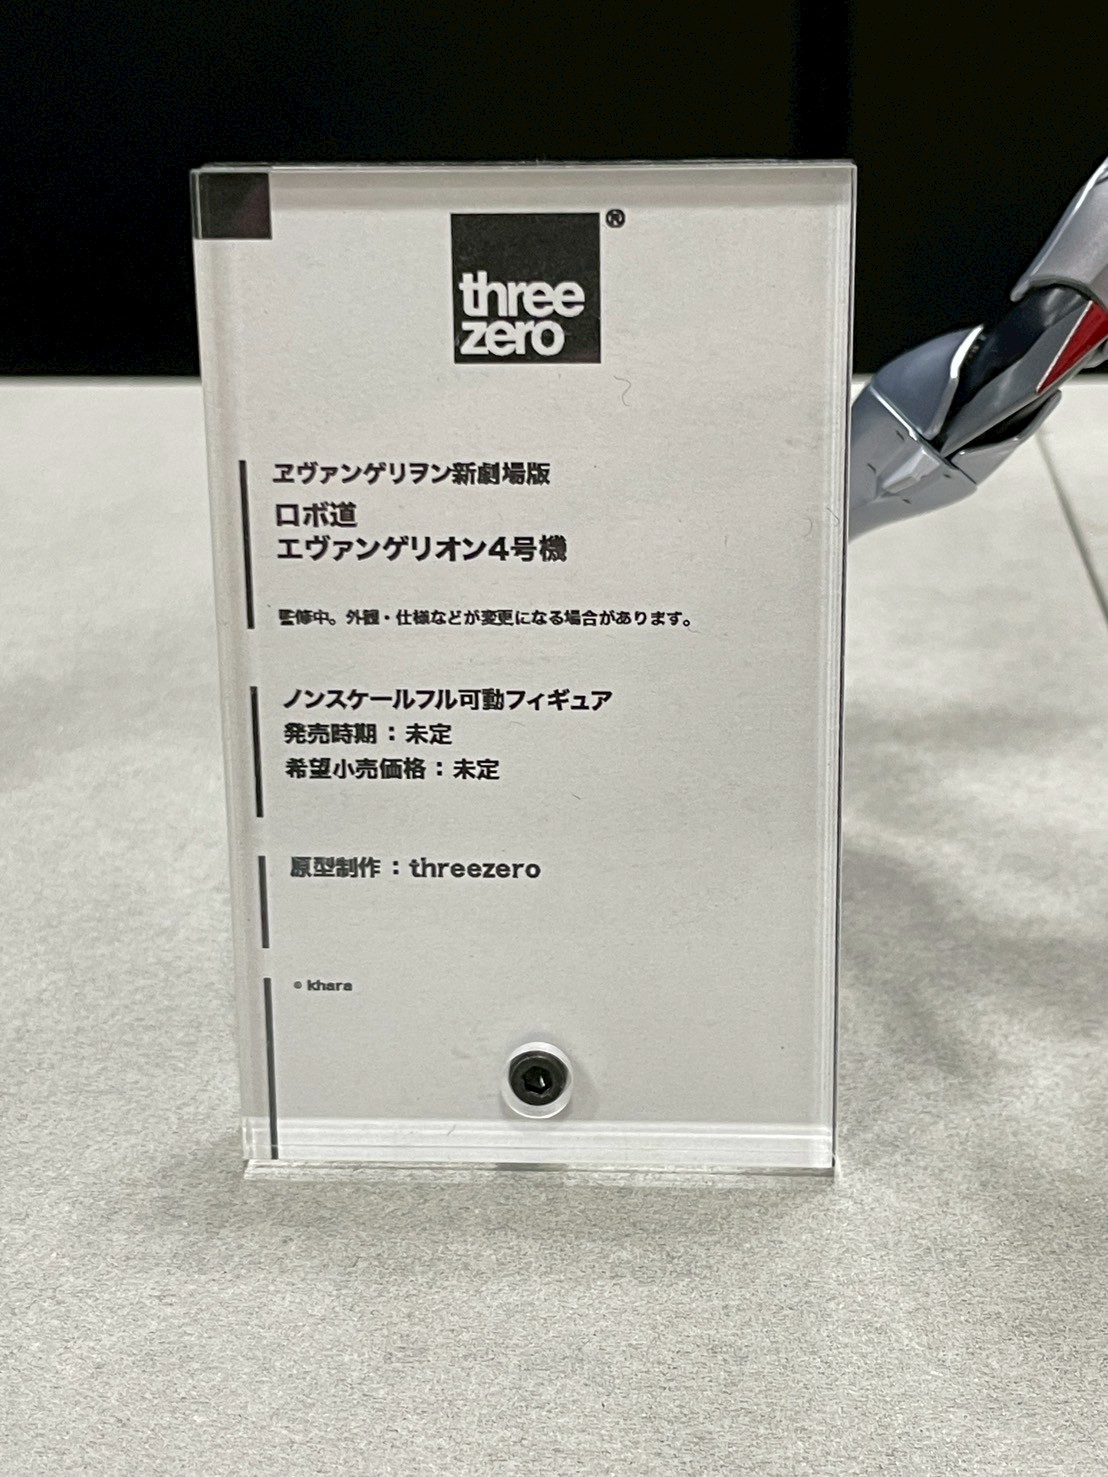 three
zero
®
ヱヴァンゲリヲン新劇場版
ロボ道
エヴァンゲリオン4号機
監修中。外観・仕様などが変更になる場合があります。
ノンスケールフル可動フィギュア
発売時期：未定
希望小売価格：未定
原型制作：threezero
© khara